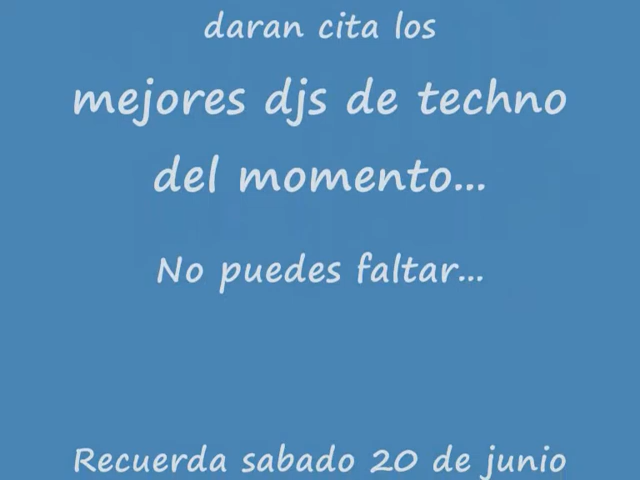 daran cita los
mejores djs de techno
del momento...
No puedes faltar...
Recuerda sabado 20 de junio